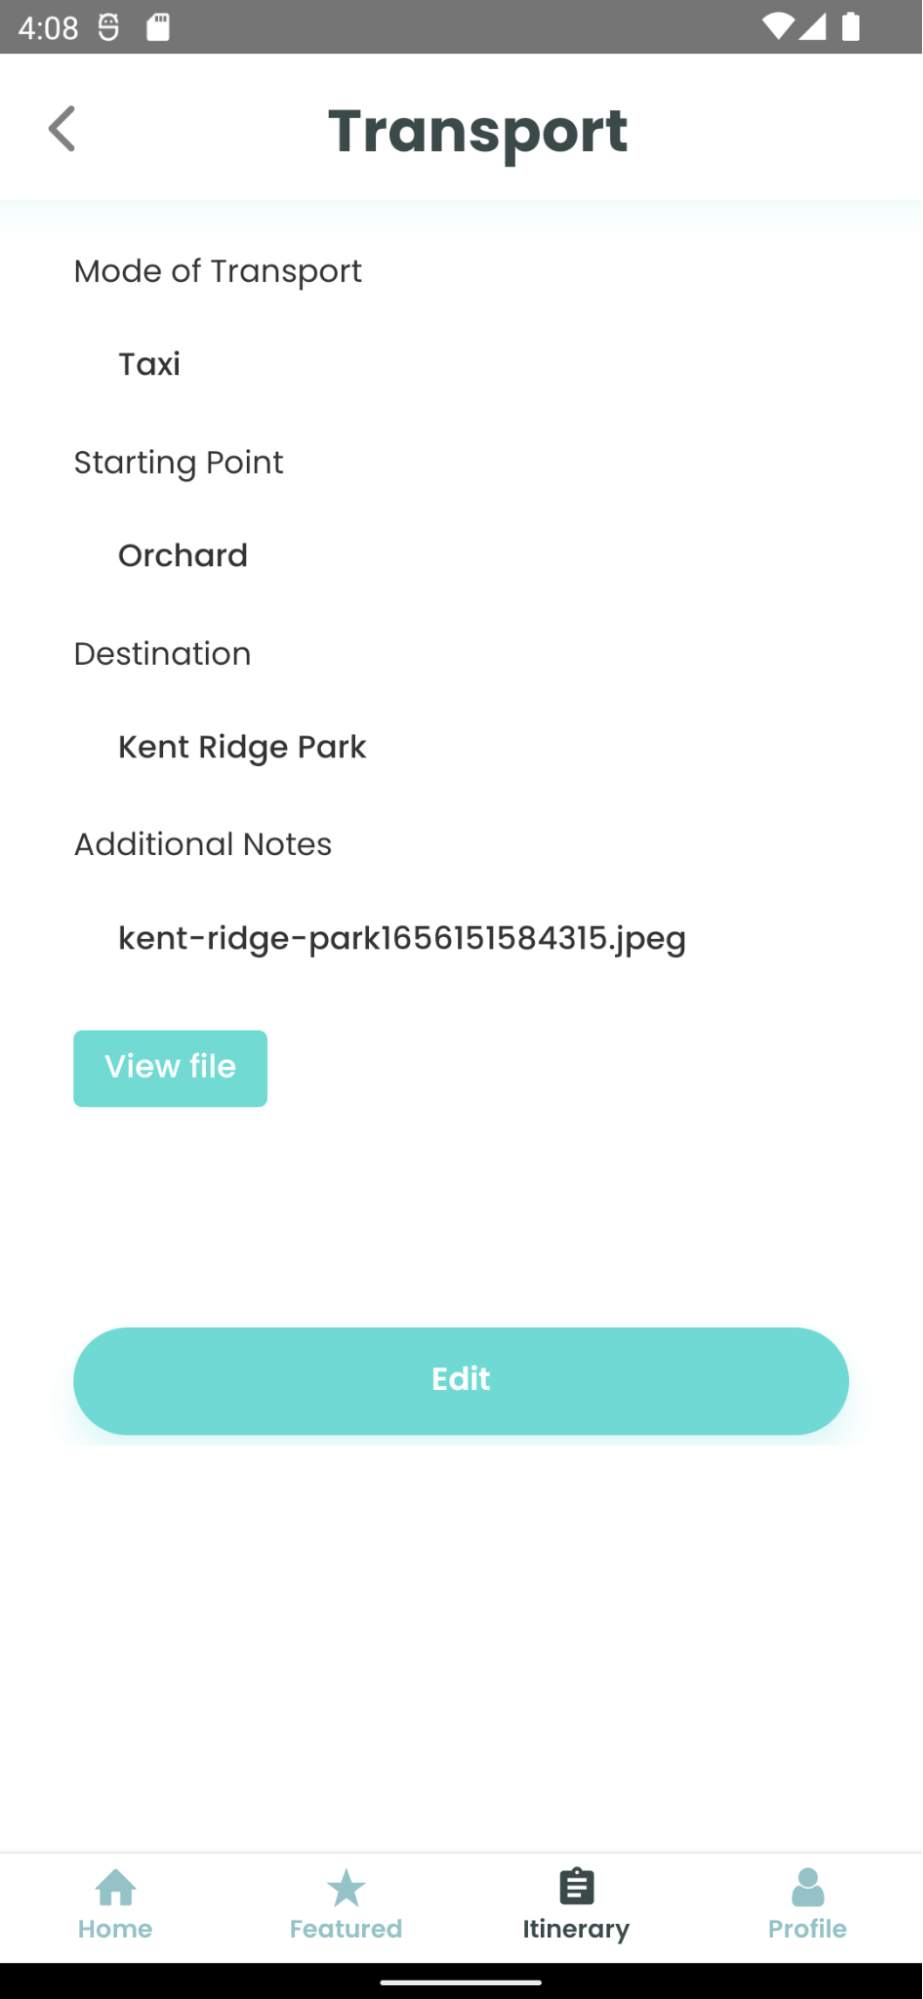 4:08
Transport
Mode of Transport
Taxi
Starting Point
Orchard
Destination
Kent Ridge Park
Additional Notes
kent-ridge-park1656151584315.jpeg
View file
Edit
Home Featured Itinerary Profile